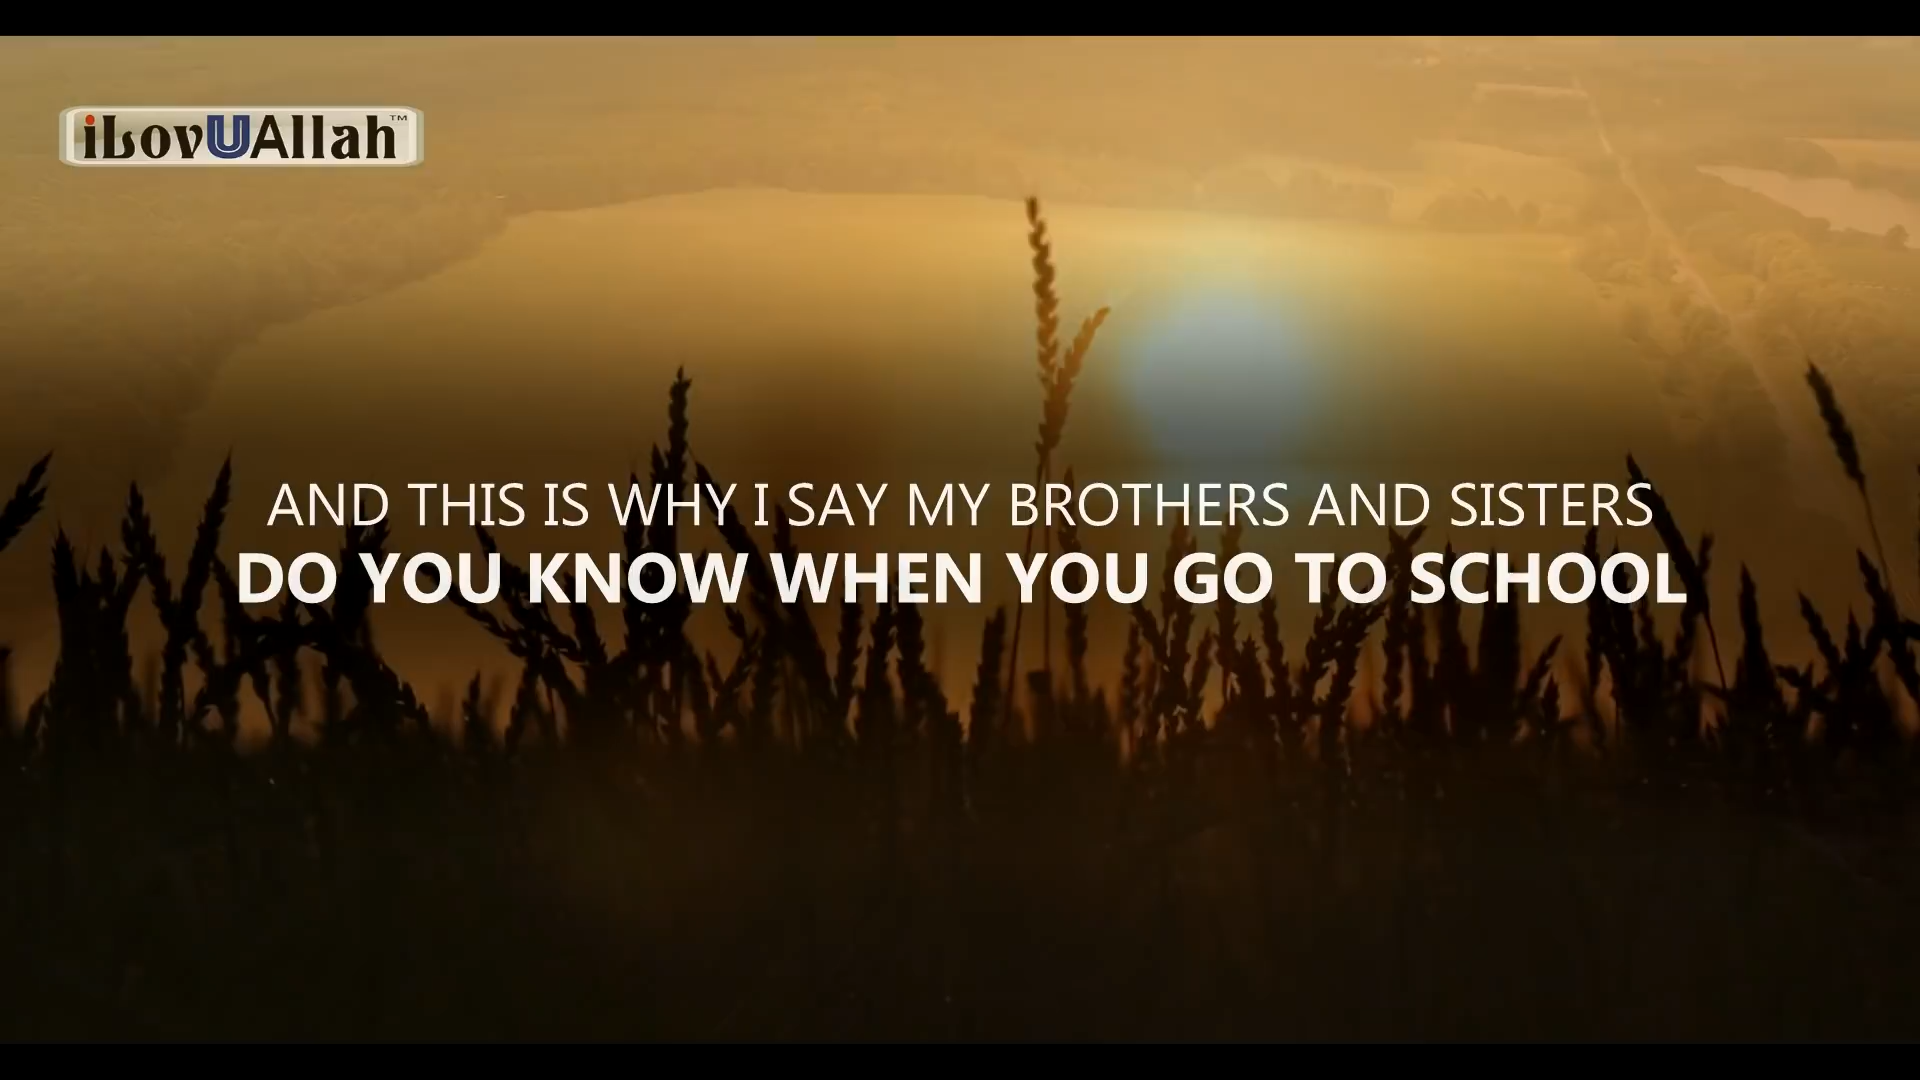 iLovUAllah™
AND THIS IS WHY I SAY MY BROTHERS AND SISTERS
DO YOU KNOW WHEN YOU GO TO SCHOOL